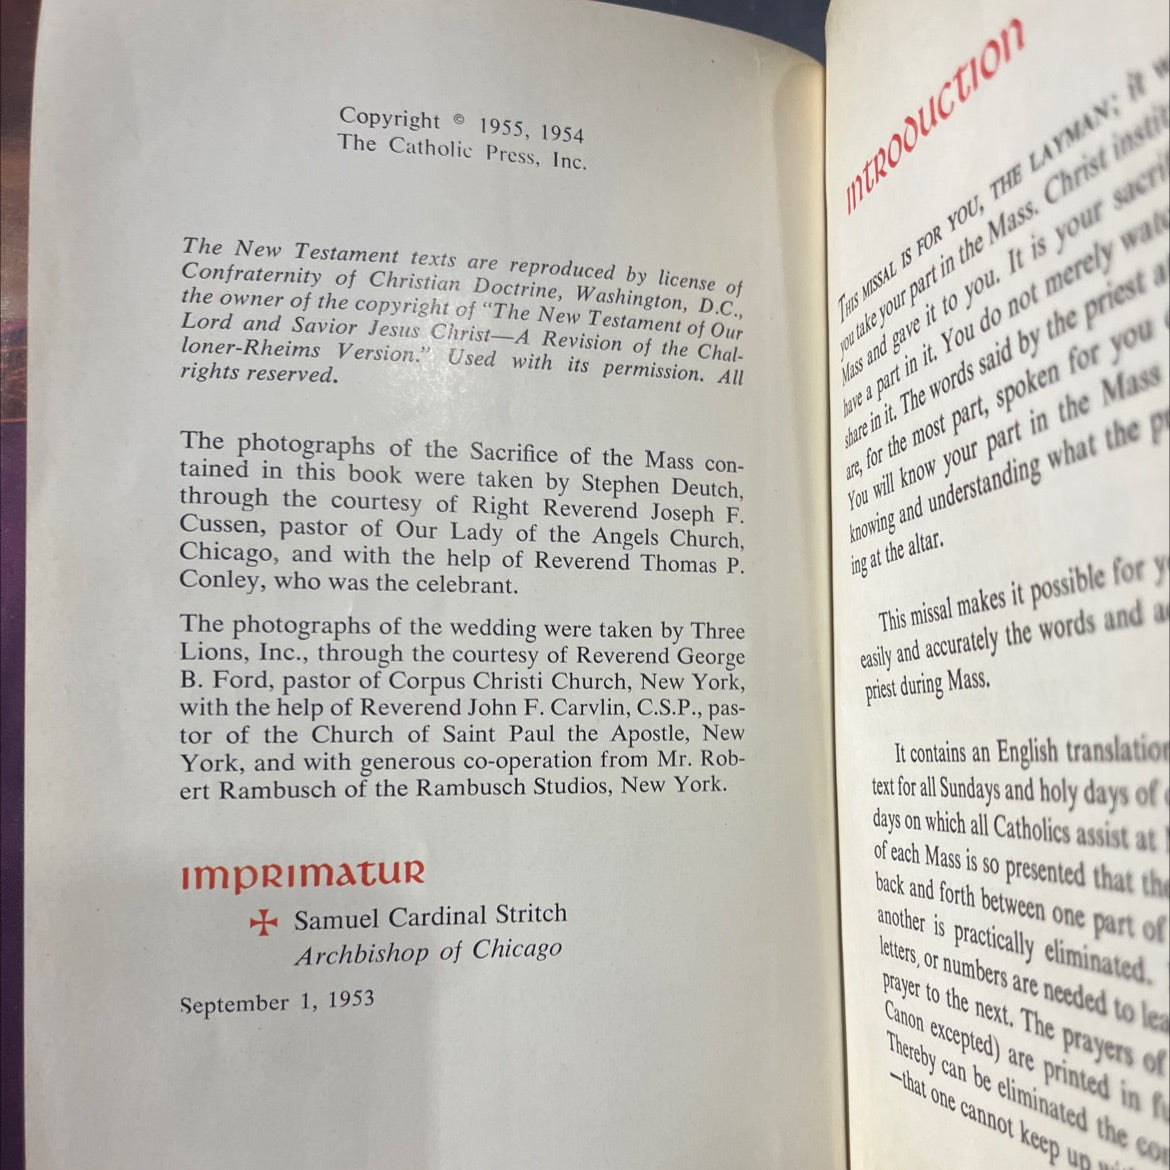 Copyright © 1955, 1954
The Catholic Press, Inc.
The New Testament texts are reproduced by license of
Confraternity of Christian Doctrine, Washington, D.C.,
the owner of the copyright of “The New Testament of Our
Lord and Savior Jesus Christ—A Revision of the Chal-
loner-Rheims Version.” Used with its permission. All
rights reserved.
The photographs of the Sacrifice of the Mass con-
tained in this book were taken by Stephen Deutch,
through the courtesy of Right Reverend Joseph F.
Cussen, pastor of Our Lady of the Angels Church,
Chicago, and with the help of Reverend Thomas P.
Conley, who was the celebrant.
The photographs of the wedding were taken by Three
Lions, Inc., through the courtesy of Reverend George
B. Ford, pastor of Corpus Christi Church, New York,
with the help of Reverend John F. Carvlin, C.S.P., pas-
tor of the Church of Saint Paul the Apostle, New
York, and with generous co-operation from Mr. Rob-
ert Rambusch of the Rambusch Studios, New York.
Imprimatur
Samuel Cardinal Stritch
Archbishop of Chicago
September 1, 1953
Introduction
THIS MISSAL IS FOR YOU, THE LAYMAN; it
you take your part in the Mass. Christ
Mass and gave it to you. It is your
have a part in it. You do not merely
share in it. The words said by the priest
are, for the most part, spoken for you
You will know your part in the Mass
knowing and understanding what the
ing at the altar.
This missal makes it possible for
easily and accurately the words and
priest during Mass.
It contains an English translation
text for all Sundays and holy days of
days on which all Catholics assist at
of each Mass is so presented that
back and forth between one part of
another is practically eliminated.
letters, or numbers are needed to
prayer to the next. The prayers of
Canon excepted) are printed in
Thereby can be eliminated the
—that one cannot keep up